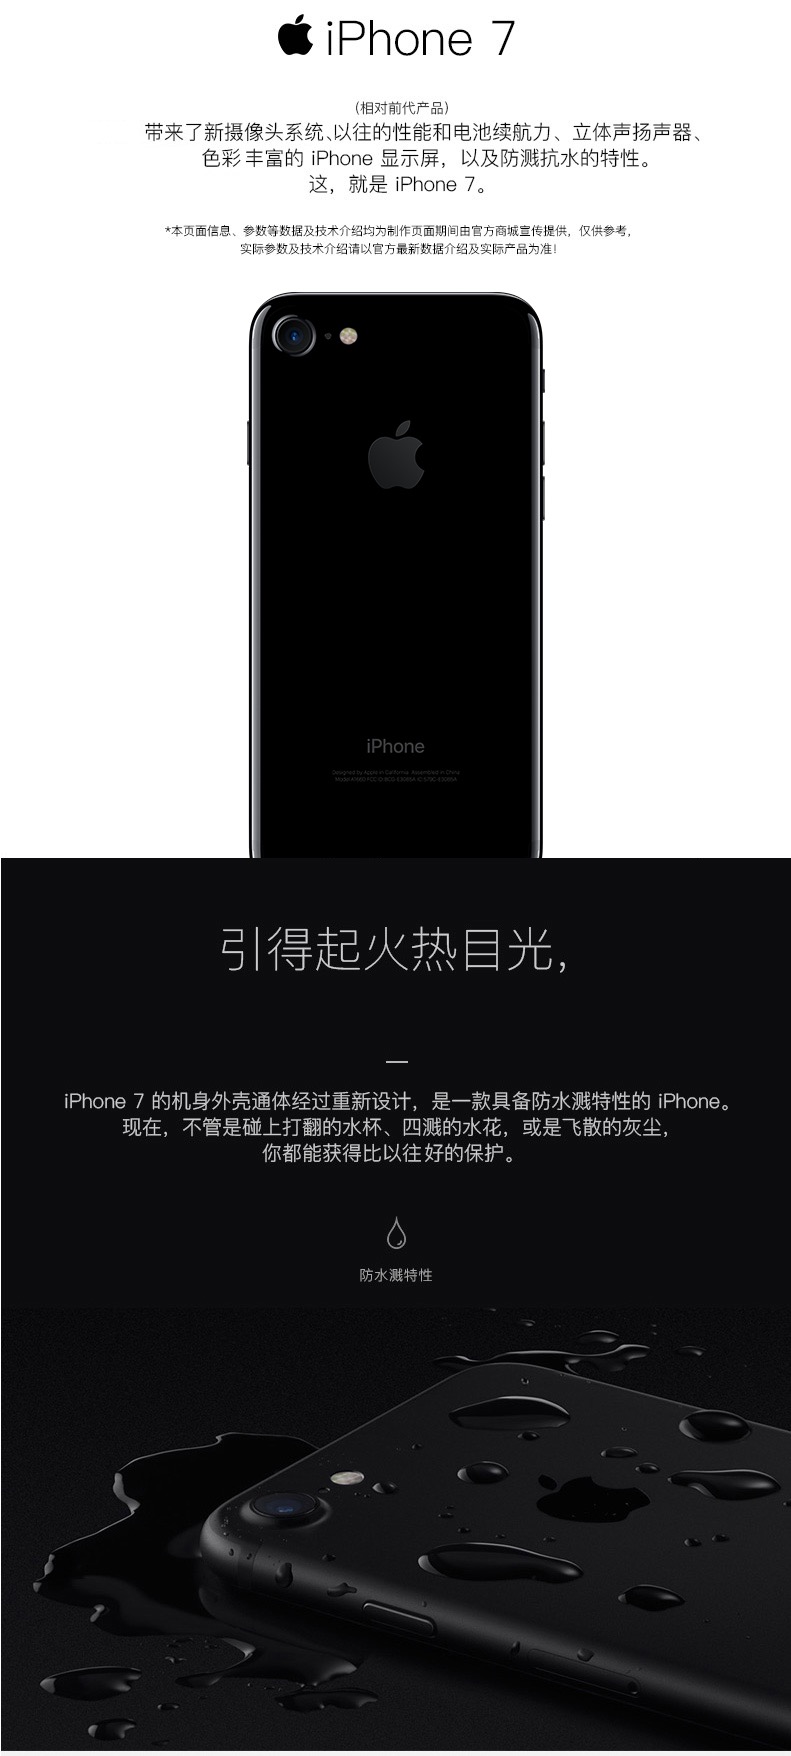 iPhone 7
(相对前代产品)
带来了新摄像头系统、以往的性能和电池续航力、立体声扬声器、
色彩丰富的 iPhone 显示屏，以及防溅抗水的特性。
这，就是 iPhone 7。
*本页面信息、参数等数据及技术介绍均为制作页面期间由官方商城宣传提供，仅供参考，
实际参数及技术介绍请以官方最新数据介绍及实际产品为准！
iPhone
Designed by Apple in California Assembled in China
引得起火热目光，
iPhone 7 的机身外壳通体经过重新设计，是一款具备防水溅特性的 iPhone。
现在，不管是碰上打翻的水杯、四溅的水花，或是飞散的灰尘，
你都能获得比以往好的保护。
防水溅特性